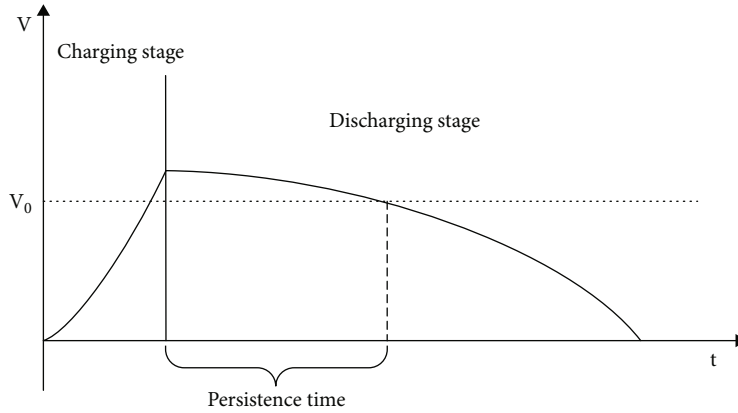 V
Charging stage
Discharging stage
V₀
t
Persistence time